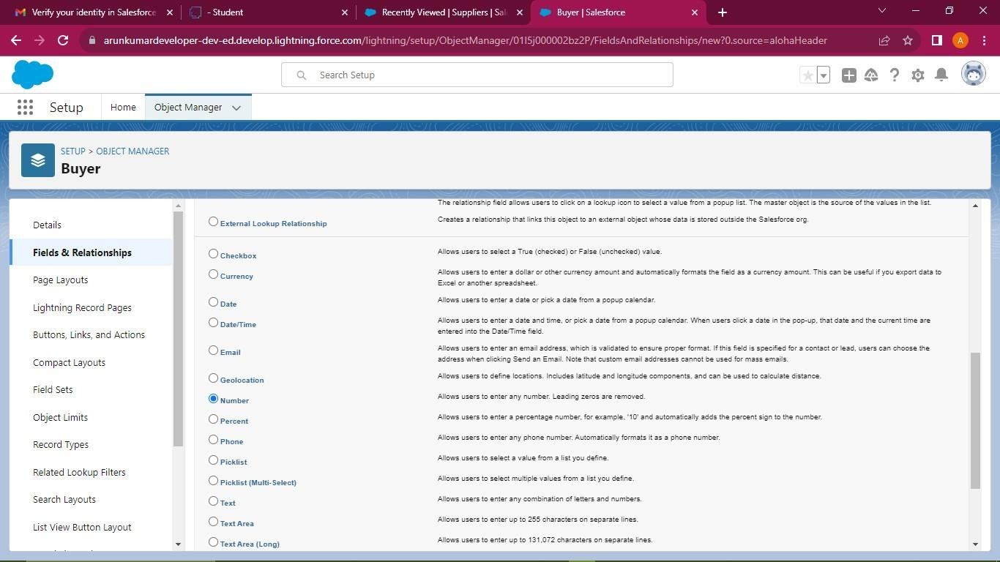 Verify your identity in Salesforce
- Student
Recently Viewed | Suppliers | Sal
Buyer | Salesforce
arunkumardeveloper-dev-ed.develop.lightning.force.com/lightning/setup/ObjectManager/01I5j000002bz2P/FieldsAndRelationships/new?0.source=alohaHeader
A
Search Setup
Setup
Home
Object Manager
SETUP > OBJECT MANAGER
Buyer
Details
Fields & Relationships
Page Layouts
Lightning Record Pages
Buttons, Links, and Actions
Compact Layouts
Field Sets
Object Limits
Record Types
Related Lookup Filters
Search Layouts
List View Button Layout
The relationship field allows users to click on a lookup icon to select a value from a popup list. The master object is the source of the values in the list.
External Lookup Relationship
Creates a relationship that links this object to an external object whose data is stored outside the Salesforce org.
Checkbox
Allows users to select a True (checked) or False (unchecked) value.
Currency
Allows users to enter a dollar or other currency amount and automatically formats the field as a currency amount. This can be useful if you export data to
Excel or another spreadsheet.
Date
Allows users to enter a date or pick a date from a popup calendar.
Date/Time
Allows users to enter a date and time, or pick a date from a popup calendar. When users click a date in the pop-up, that date and the current time are
entered into the Date/Time field.
Email
Allows users to enter an email address, which is validated to ensure proper format. If this field is specified for a contact or lead, users can choose the
address when clicking Send an Email. Note that custom email addresses cannot be used for mass emails.
Geolocation
Allows users to define locations. Includes latitude and longitude components, and can be used to calculate distance.
Number
Allows users to enter any number. Leading zeros are removed.
Percent
Allows users to enter a percentage number, for example, '10' and automatically adds the percent sign to the number.
Phone
Allows users to enter any phone number. Automatically formats it as a phone number.
Picklist
Allows users to select a value from a list you define.
Picklist (Multi-Select)
Allows users to select multiple values from a list you define.
Text
Allows users to enter any combination of letters and numbers.
Text Area
Allows users to enter up to 255 characters on separate lines.
Text Area (Long)
Allows users to enter up to 131,072 characters on separate lines.